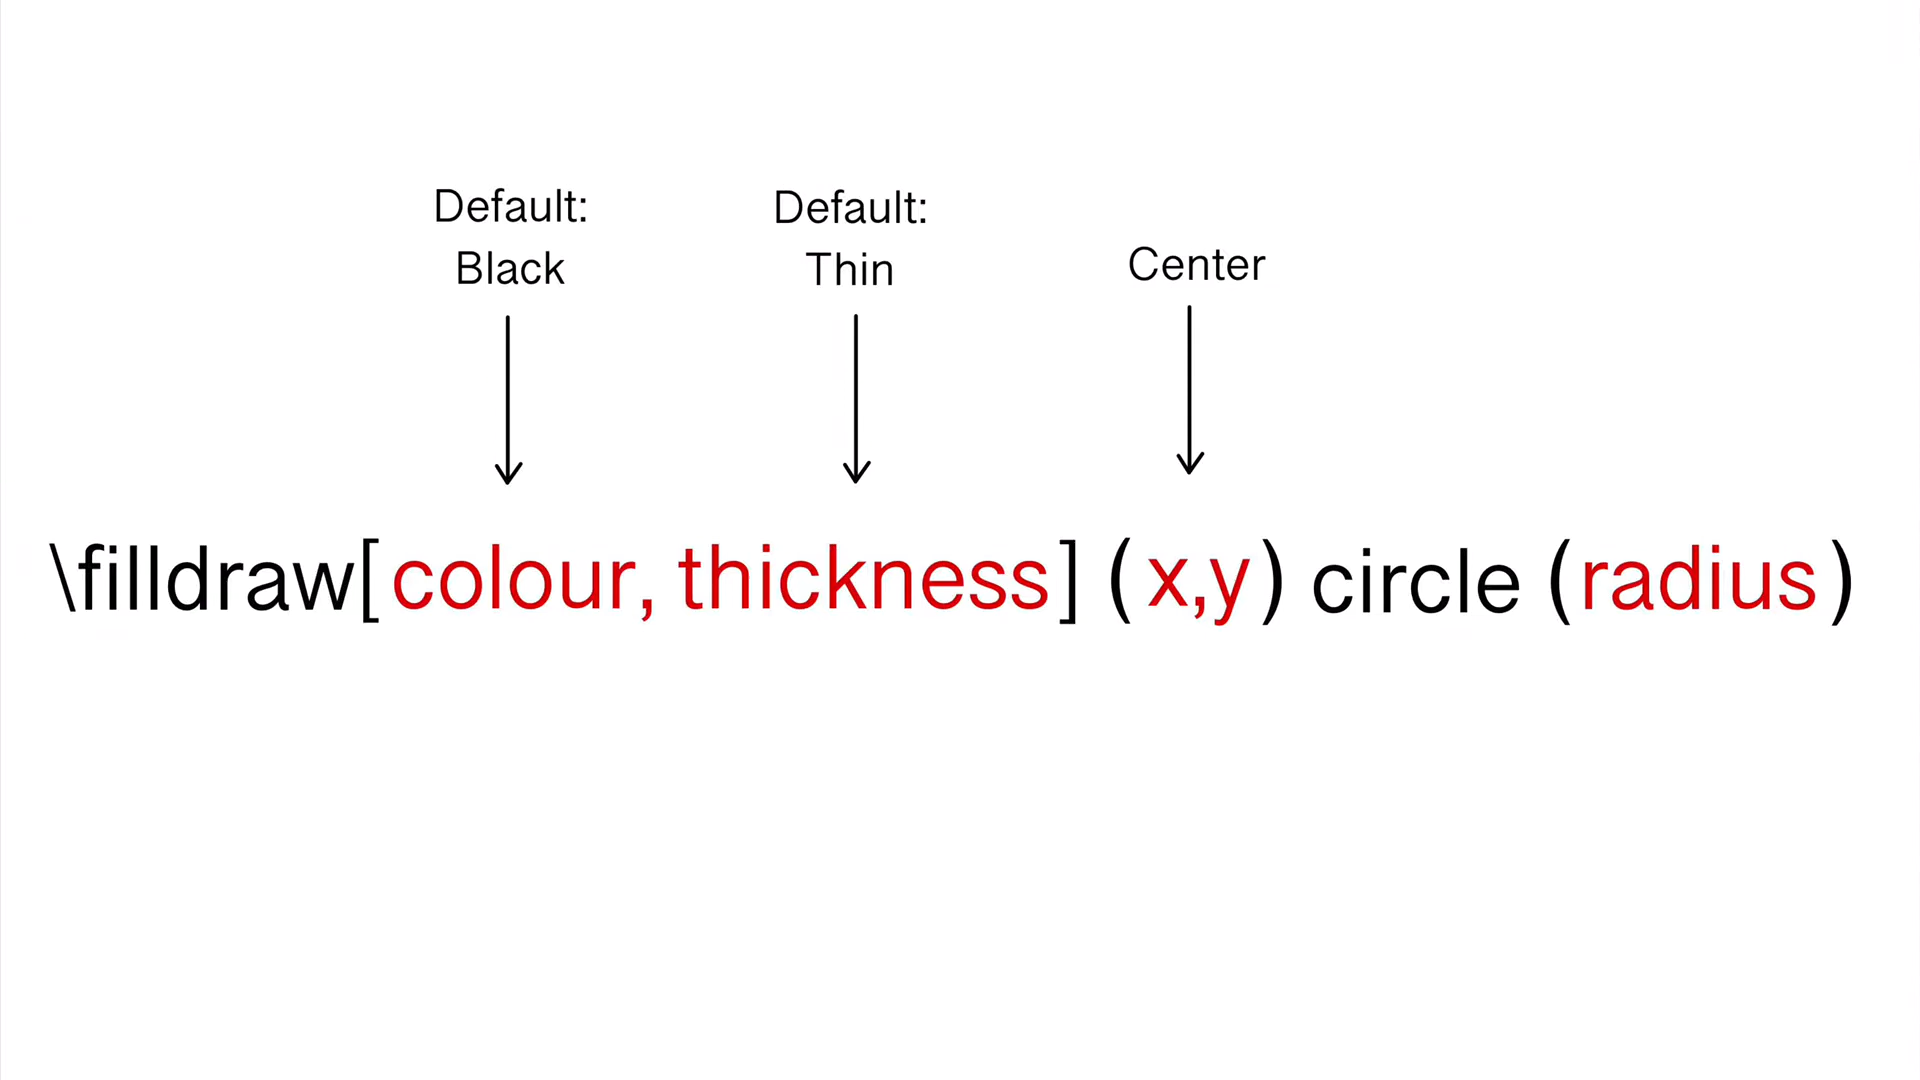 Default:
Black
Default:
Thin
Center
\filldraw[colour, thickness] (x,y) circle (radius)